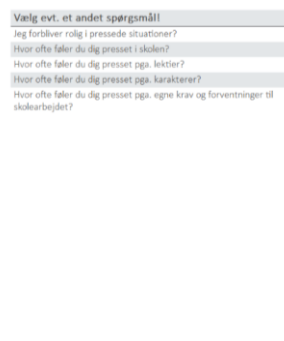 Vælg evt. et andet spørgsmål!
Jeg forbliver rolig i pressede situationer?
Hvor ofte føler du dig presset i skolen?
Hvor ofte føler du dig presset pga. lektier?
Hvor ofte føler du dig presset pga. karakterer?
Hvor ofte føler du dig presset pga. egne krav og forventninger til
skolearbejdet?